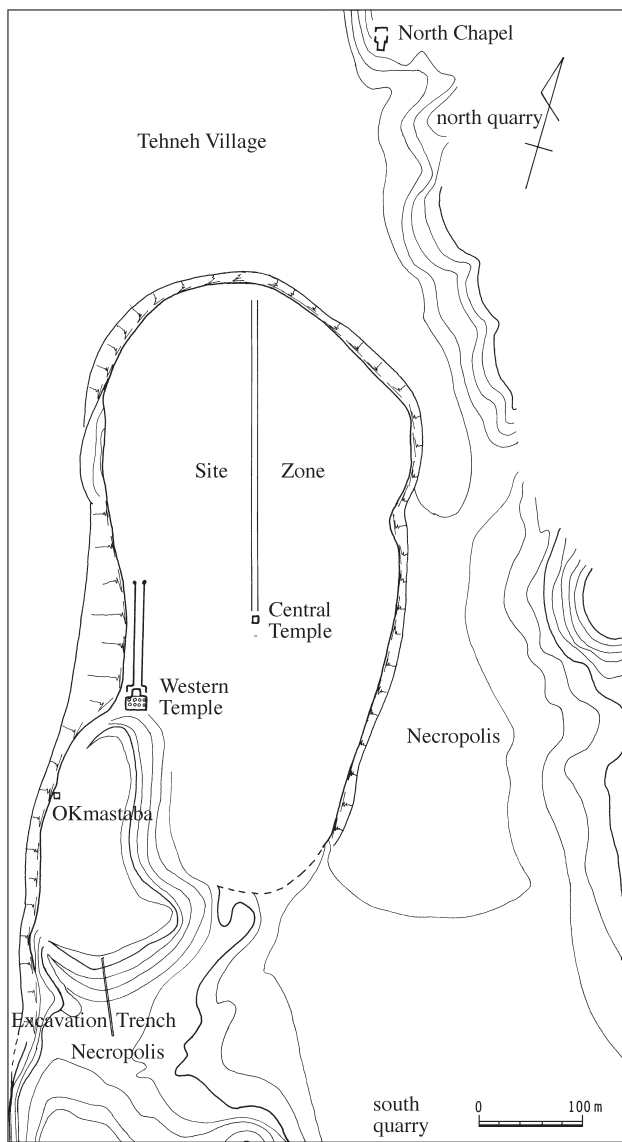 North Chapel
north quarry
Tehneh Village
Site Zone
Central
Temple
Western
Temple
Necropolis
OKmastaba
Excavation Trench
Necropolis
south
quarry
0 100 m